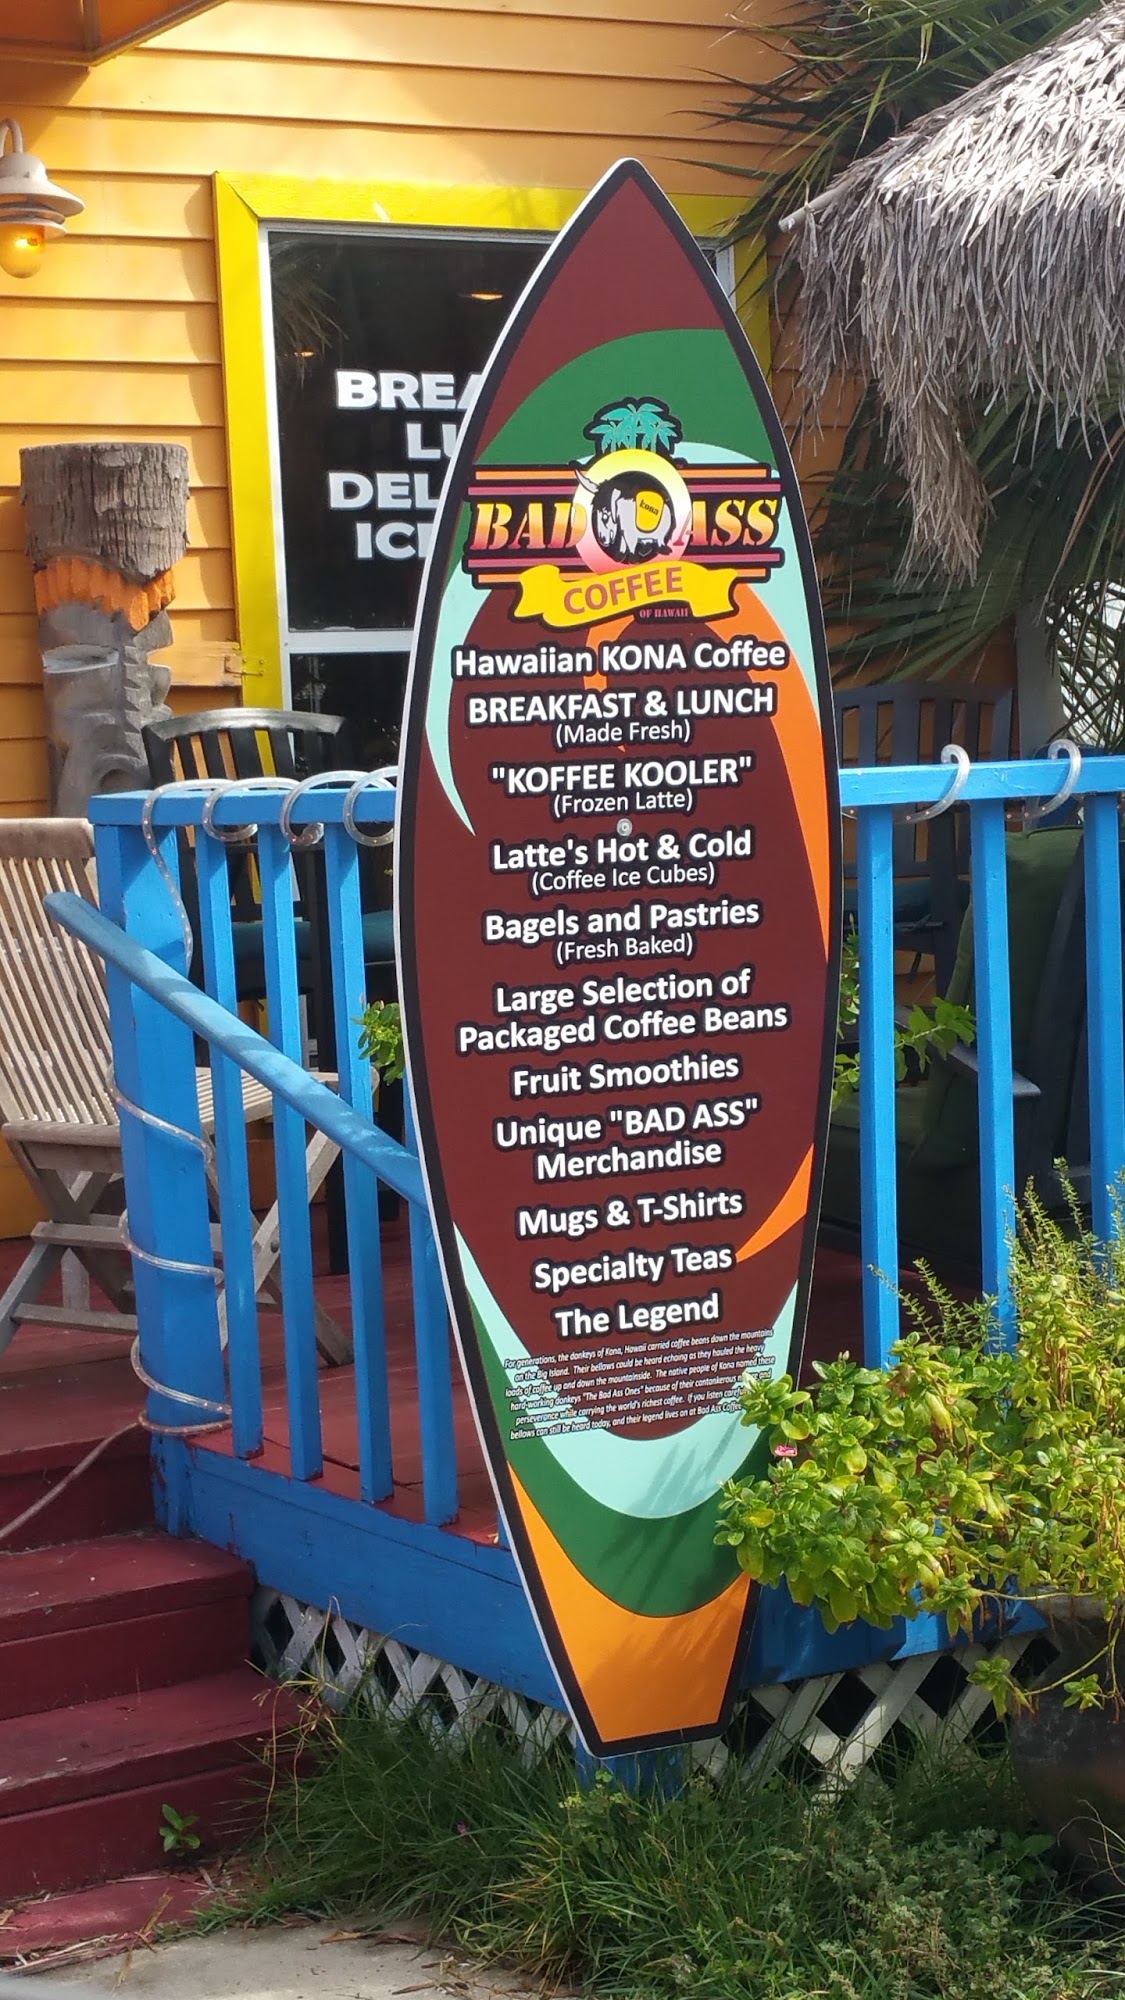 BREA
LU
DEL
ICE
BAD ASS
kona
COFFEE
OF HAWAII
Hawaiian KONA Coffee
BREAKFAST & LUNCH
(Made Fresh)
"KOFFEE KOOLER"
(Frozen Latte)
Latte's Hot & Cold
(Coffee Ice Cubes)
Bagels and Pastries
(Fresh Baked)
Large Selection of
Packaged Coffee Beans
Fruit Smoothies
Unique "BAD ASS"
Merchandise
Mugs & T-Shirts
Specialty Teas
The Legend
For generations, the donkeys of Kona, Hawaii carried coffee beans down the mountains
on the Big Island. Their bellows could be heard echoing as they hauled the heavy
loads of coffee up and down the mountainside. The native people of Kona named these
hard-working donkeys "The Bad Ass Ones" because of their cantankerous and
perseverance while carrying the world's richest coffee. If you listen
bellows can still be heard today, and their legend lives on at Bad Ass Coffee